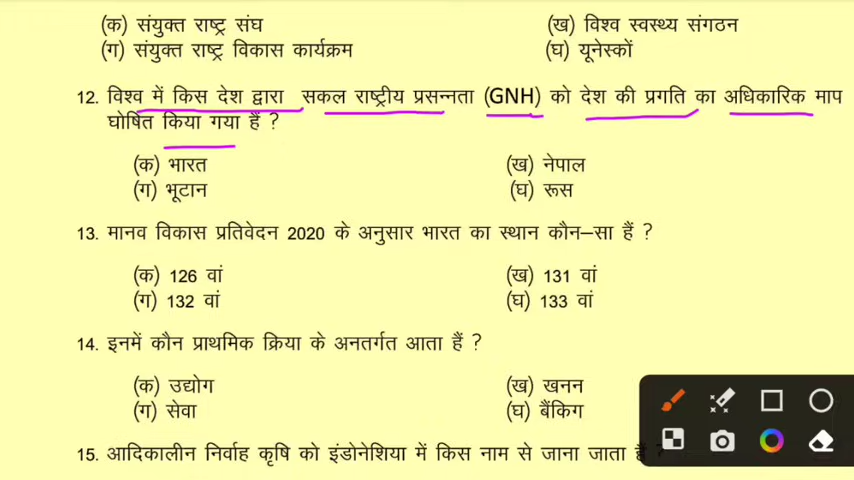 (क) संयुक्त राष्ट्र संघ (ख) विश्व स्वस्थ्य संगठन
(ग) संयुक्त राष्ट्र विकास कार्यक्रम (घ) यूनेस्कों
12. विश्व में किस देश द्वारा सकल राष्ट्रीय प्रसन्नता (GNH) को देश की प्रगति का अधिकारिक माप
घोर्षित किया गया हैं ?
(क) भारत (ख) नेपाल
(ग) भूटान (घ) रूस
13. मानव विकास प्रतिवेदन 2020 के अनुसार भारत का स्थान कौन–सा हैं ?
(क) 126 वां (ख) 131 वां
(ग) 132 वां (घ) 133 वां
14. इनमें कौन प्राथमिक क्रिया के अनतर्गत आता हैं ?
(क) उद्योग (ख) खनन
(ग) सेवा (घ) बैंकिग
15. आदिकालीन निर्वाह कृषि को इंडोनेशिया में किस नाम से जाना जाता हैं ?